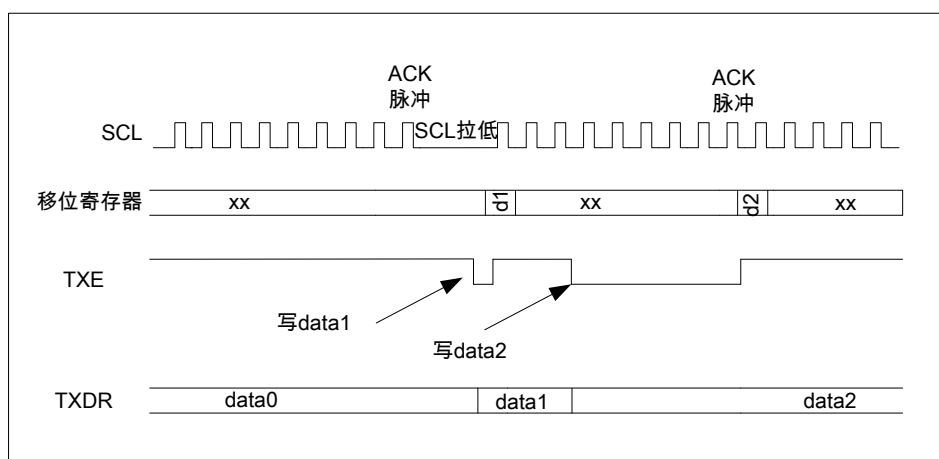 ACK
脉冲
ACK
脉冲
SCL
SCL拉低
移位寄存器
xx
d1
xx
d2
xx
TXE
写data1
写data2
TXDR
data0
data1
data2